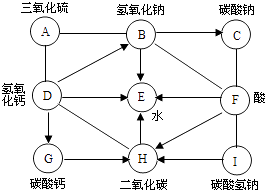 三氧化硫 氢氧化钠 碳酸钠
A B C
氢氧
化钙 D E F 酸
水
G H I
碳酸钙 二氧化碳 碳酸氢钠